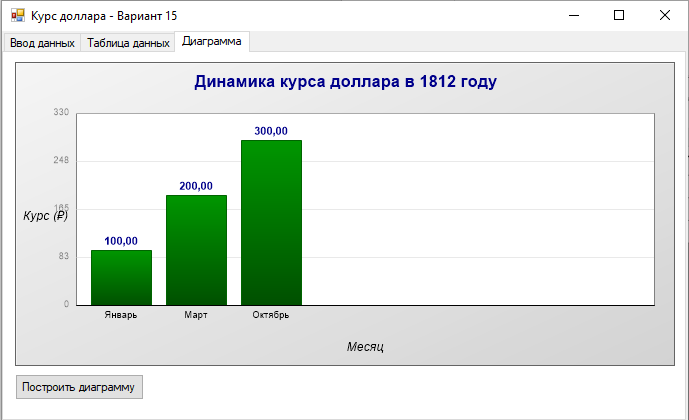 Курс доллара - Вариант 15
Ввод данных Таблица данных Диаграмма
Динамика курса доллара в 1812 году
330
300,00
248
200,00
165
Курс (₽)
100,00
83
0
Январь Март Октябрь
Месяц
Построить диаграмму